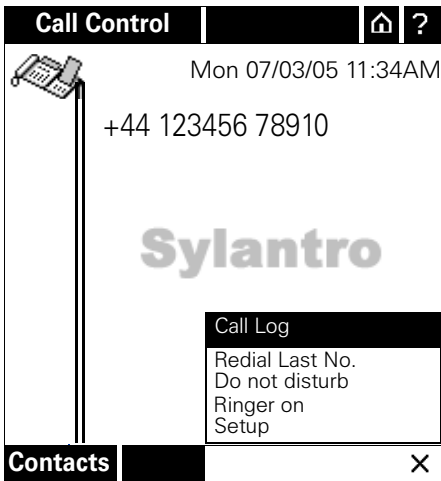 Call Control ?
Mon 07/03/05 11:34AM
+44 123456 78910
Sylantro
Call Log
Redial Last No.
Do not disturb
Ringer on
Setup
Contacts ×